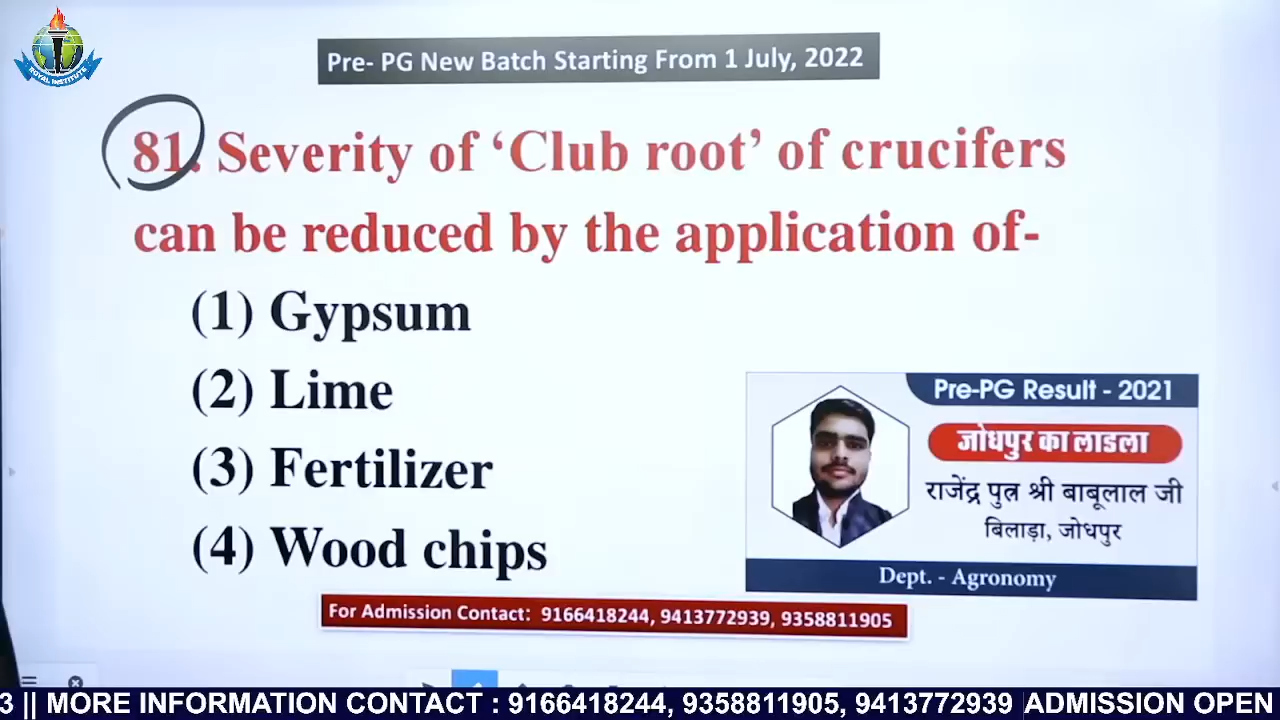 ROYAL INSTITUTE
Pre- PG New Batch Starting From 1 July, 2022
81. Severity of ‘Club root’ of crucifers
can be reduced by the application of-
(1) Gypsum
(2) Lime
(3) Fertilizer
(4) Wood chips
Pre-PG Result - 2021
जोधपुर का लाडला
राजेंद्र पुत्र श्री बाबूलाल जी
बिलाड़ा, जोधपुर
Dept. - Agronomy
For Admission Contact: 9166418244, 9413772939, 9358811905
3 || MORE INFORMATION CONTACT : 9166418244, 9358811905, 9413772939 ADMISSION OPEN